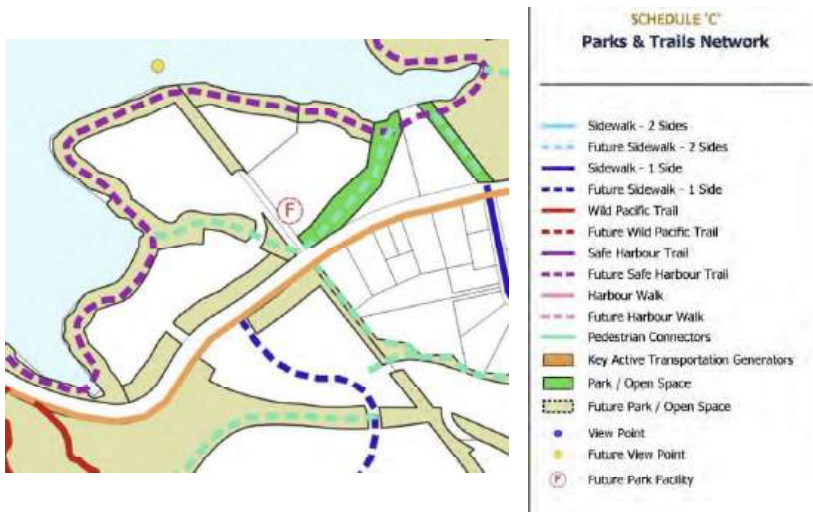 SCHEDULE 'C'
Parks & Trails Network
Sidewalk - 2 Sides
Future Sidewalk - 2 Sides
Sidewalk - 1 Side
Future Sidewalk - 1 Side
Wild Pacific Trail
Future Wild Pacific Trail
Safe Harbour Trail
Future Safe Harbour Trail
Harbour Walk
Future Harbour Walk
Pedestrian Connectors
Key Active Transportation Generators
Park / Open Space
Future Park / Open Space
View Point
Future View Point
P Future Park Facility
F